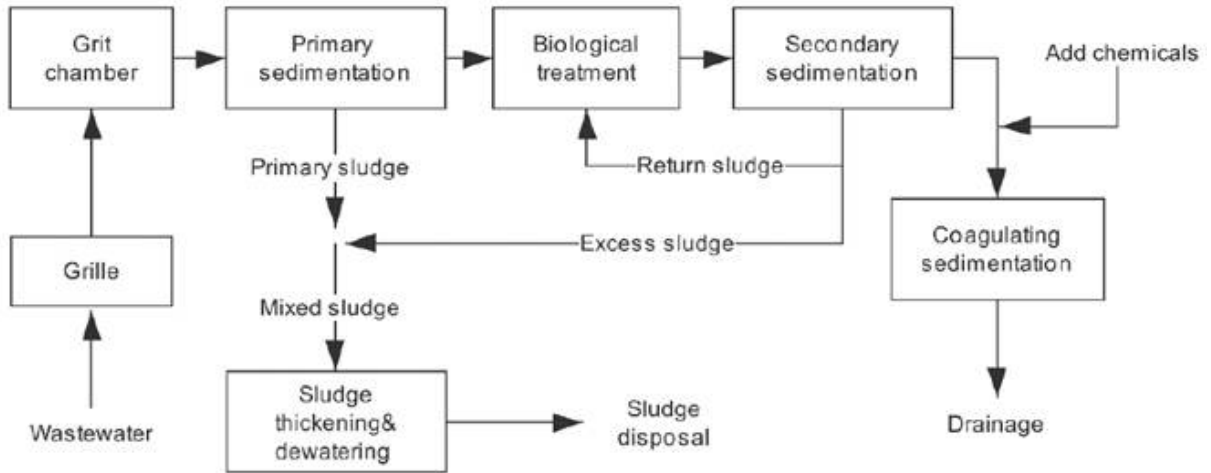 Grit
chamber
Primary
sedimentation
Biological
treatment
Secondary
sedimentation
Add chemicals
Primary sludge
Return sludge
Excess sludge
Grille
Coagulating
sedimentation
Mixed sludge
Wastewater
Sludge
thickening&
dewatering
Sludge
disposal
Drainage